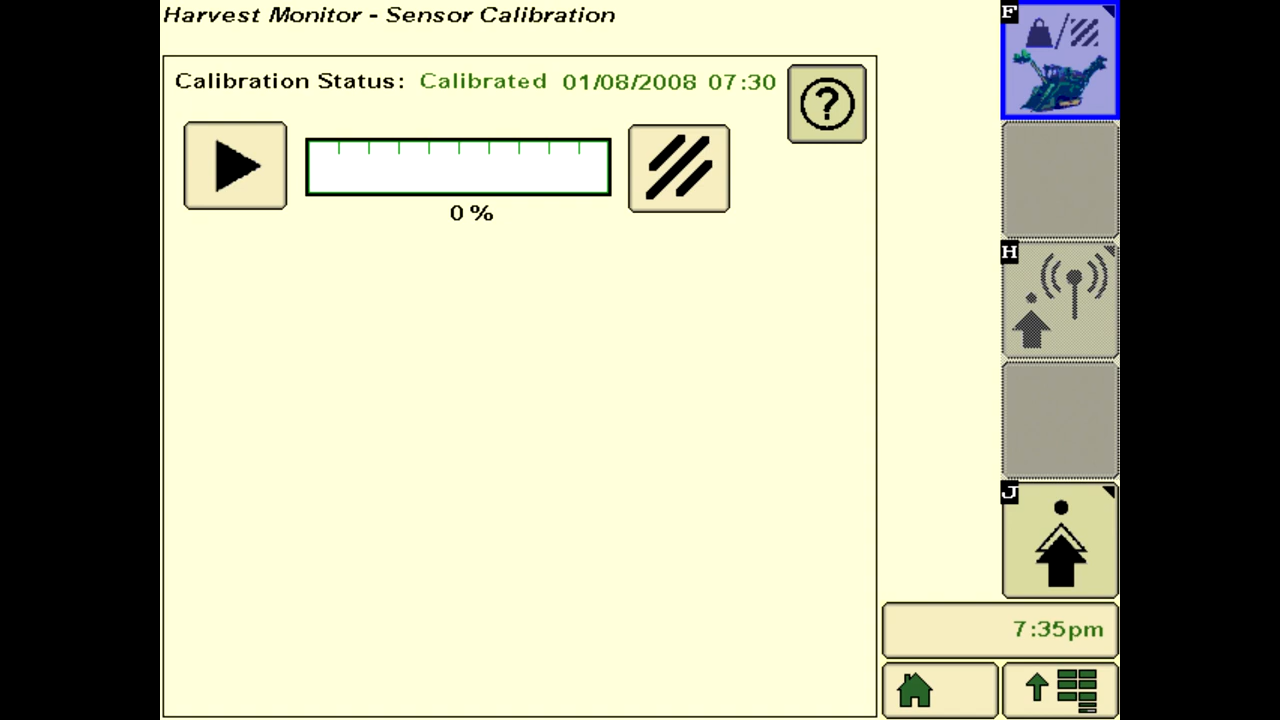 Harvest Monitor - Sensor Calibration
F
Calibration Status: Calibrated 01/08/2008 07:30
?
0 %
H
J
7:35pm